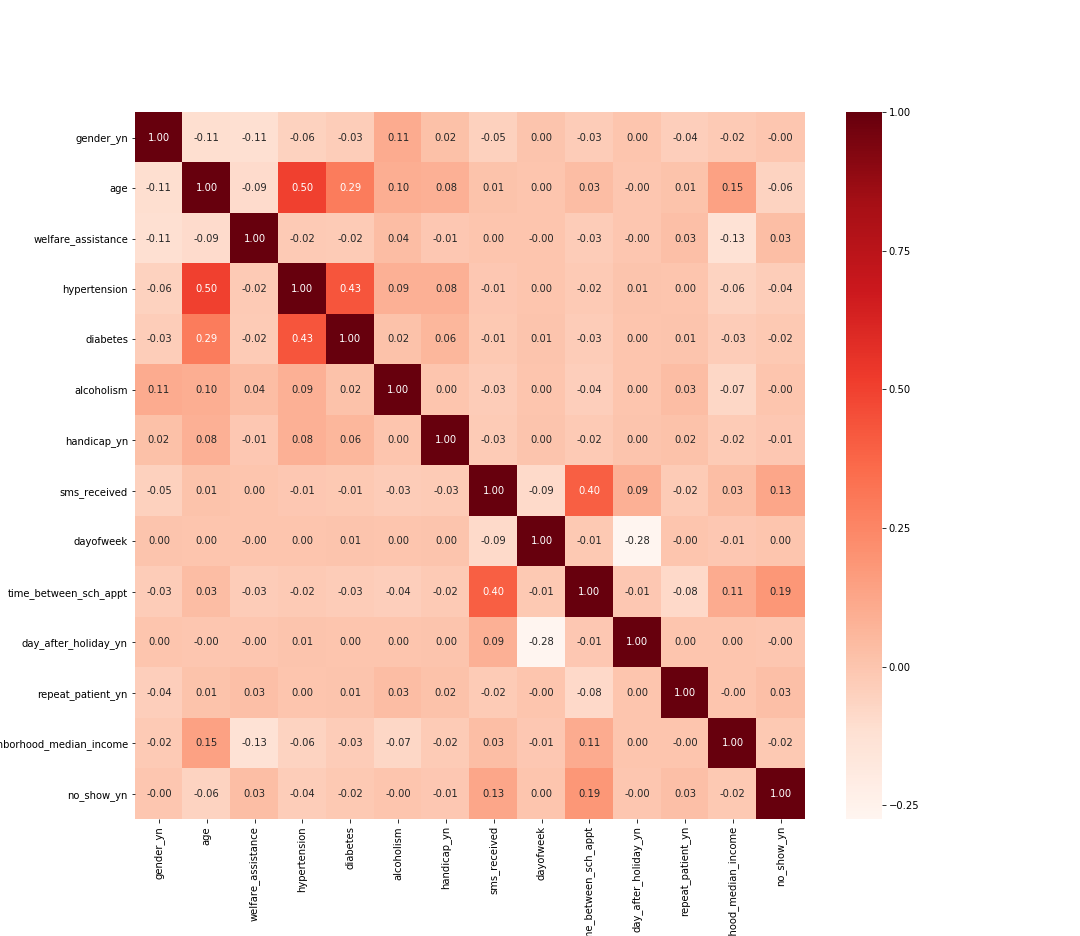 gender_yn 1.00 -0.11 -0.11 -0.06 -0.03 0.11 0.02 -0.05 0.00 -0.03 0.00 -0.04 -0.02 -0.00
age -0.11 1.00 -0.09 0.50 0.29 0.10 0.08 0.01 0.00 0.03 -0.00 0.01 0.15 -0.06
welfare_assistance -0.11 -0.09 1.00 -0.02 -0.02 0.04 -0.01 0.00 -0.00 -0.03 -0.00 0.03 -0.13 0.03
hypertension -0.06 0.50 -0.02 1.00 0.43 0.09 0.08 -0.01 0.00 -0.02 0.01 0.00 -0.06 -0.04
diabetes -0.03 0.29 -0.02 0.43 1.00 0.02 0.06 -0.01 0.01 -0.03 0.00 0.01 -0.03 -0.02
alcoholism 0.11 0.10 0.04 0.09 0.02 1.00 0.00 -0.03 0.00 -0.04 0.00 0.03 -0.07 -0.00
handicap_yn 0.02 0.08 -0.01 0.08 0.06 0.00 1.00 -0.03 0.00 -0.02 0.00 0.02 -0.02 -0.01
sms_received -0.05 0.01 0.00 -0.01 -0.01 -0.03 -0.03 1.00 -0.09 0.40 0.09 -0.02 0.03 0.13
dayofweek 0.00 0.00 -0.00 0.00 0.01 0.00 0.00 -0.09 1.00 -0.01 -0.28 -0.00 -0.01 0.00
time_between_sch_appt -0.03 0.03 -0.03 -0.02 -0.03 -0.04 -0.02 0.40 -0.01 1.00 -0.01 -0.08 0.11 0.19
day_after_holiday_yn 0.00 -0.00 -0.00 0.01 0.00 0.00 0.00 0.09 -0.28 -0.01 1.00 0.00 0.00 -0.00
repeat_patient_yn -0.04 0.01 0.03 0.00 0.01 0.03 0.02 -0.02 -0.00 -0.08 0.00 1.00 -0.00 0.03
nborhood_median_income -0.02 0.15 -0.13 -0.06 -0.03 -0.07 -0.02 0.03 -0.01 0.11 0.00 -0.00 1.00 -0.02
no_show_yn -0.00 -0.06 0.03 -0.04 -0.02 -0.00 -0.01 0.13 0.00 0.19 -0.00 0.03 -0.02 1.00
gender_yn
age
welfare_assistance
hypertension
diabetes
alcoholism
handicap_yn
sms_received
dayofweek
ne_between_sch_appt
day_after_holiday_yn
repeat_patient_yn
hood_median_income
no_show_yn
1.00
0.75
0.50
0.25
0.00
−0.25